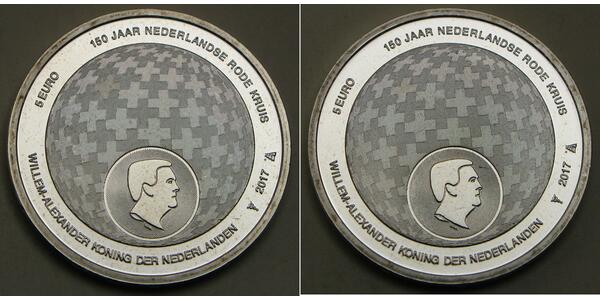 5 EURO 150 JAAR NEDERLANDSE RODE KRUIS 2017
WILLEM-ALEXANDER KONING DER NEDERLANDEN
5 EURO 150 JAAR NEDERLANDSE RODE KRUIS 2017
WILLEM-ALEXANDER KONING DER NEDERLANDEN